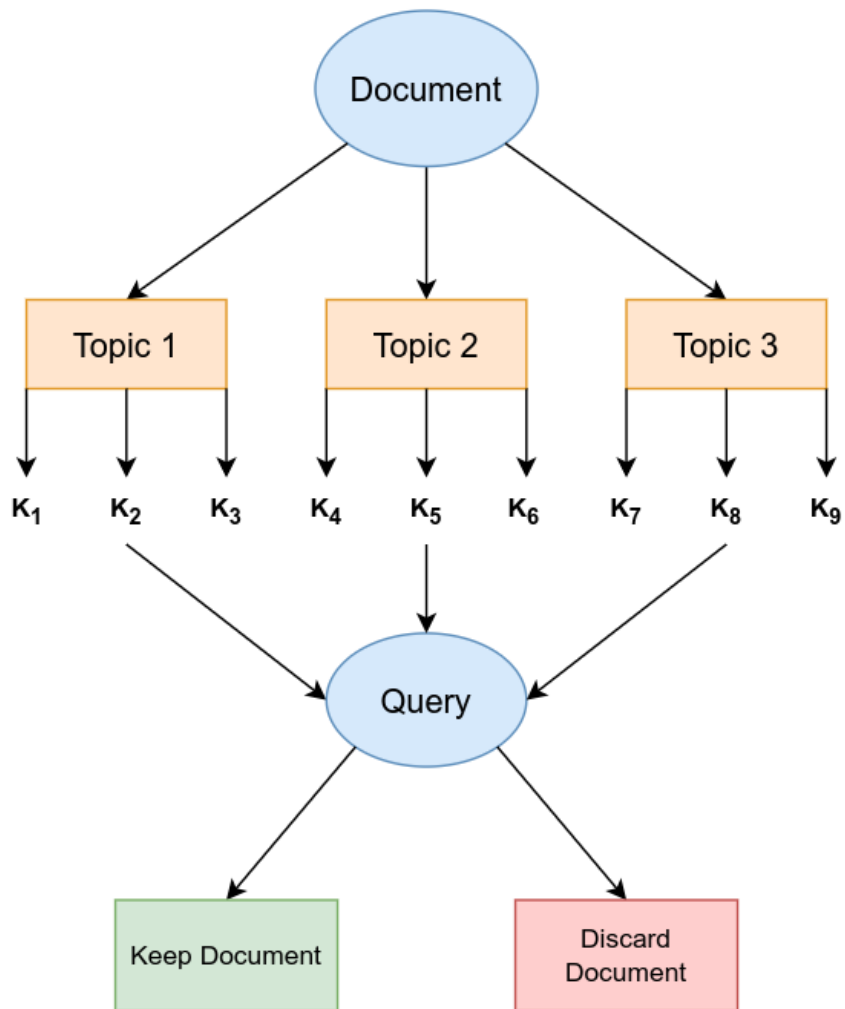 Document
Topic 1 Topic 2 Topic 3
K₁ K₂ K₃ K₄ K₅ K₆ K₇ K₈ K₉
Query
Keep Document
Discard
Document